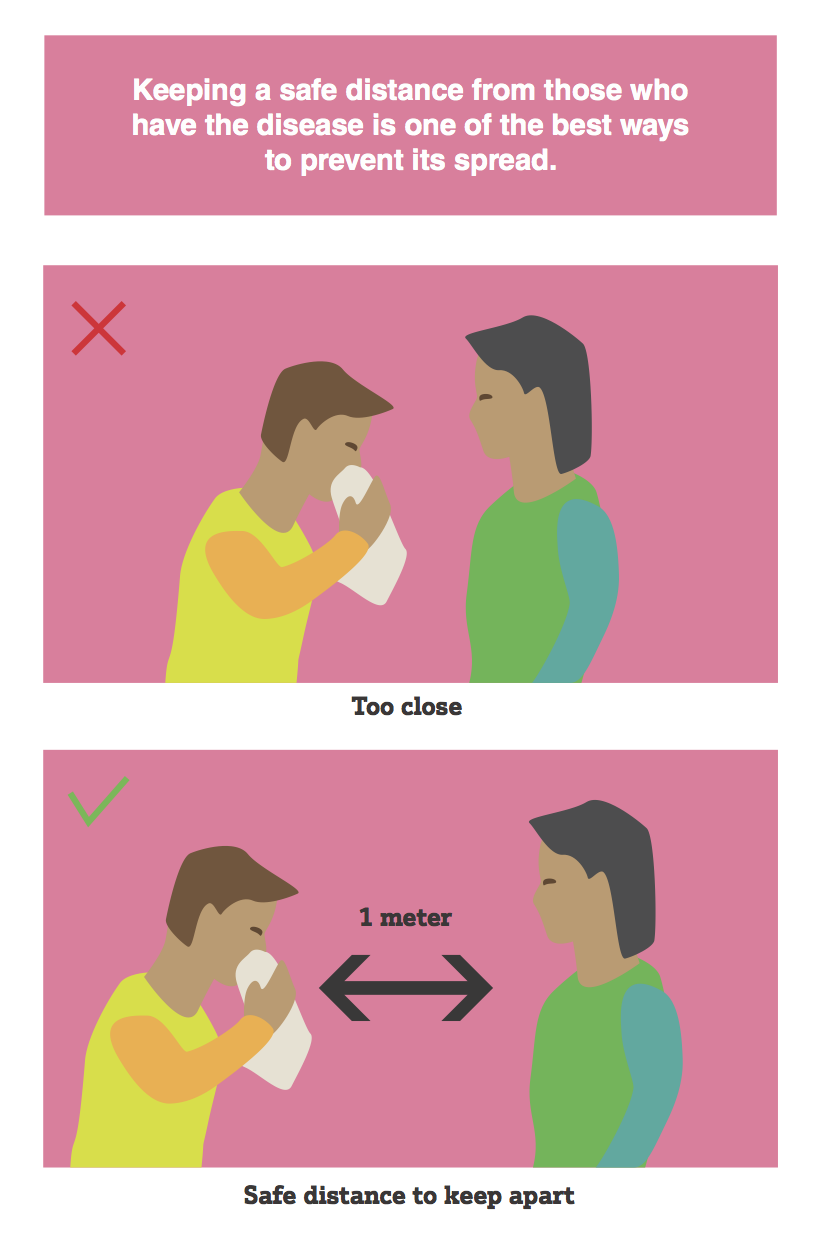 Keeping a safe distance from those who
have the disease is one of the best ways
to prevent its spread.
Too close
1 meter
Safe distance to keep apart